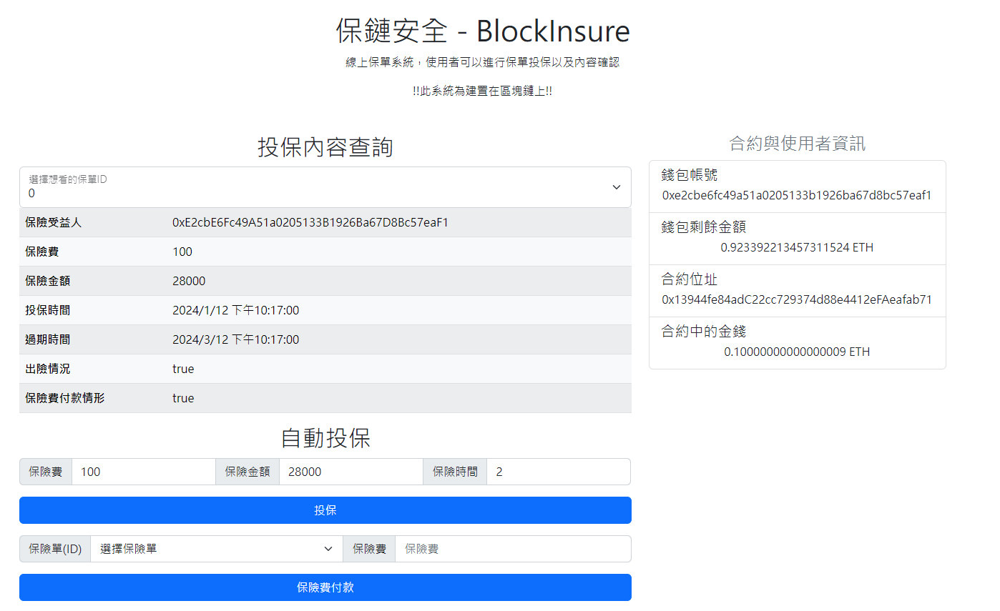 保鏈安全 - BlockInsure
線上保單系統，使用者可以進行保單投保以及內容確認
!!此系統為建置在區塊鏈上!!
投保內容查詢
選擇想看的保單ID
0
保險受益人 0xE2cbE6Fc49A51a0205133B1926Ba67D8Bc57eaF1
保險費 100
保險金額 28000
投保時間 2024/1/12 下午10:17:00
過期時間 2024/3/12 下午10:17:00
出險情況 true
保險費付款情形 true
自動投保
保險費 100 保險金額 28000 保險時間 2
投保
保險單(ID) 選擇保險單 保險費 保險費
保險費付款
合約與使用者資訊
錢包帳號
0xe2cbe6fc49a51a0205133b1926ba67d8bc57eaf1
錢包剩餘金額
0.923392213457311524 ETH
合約位址
0x13944fe84adC22cc729374d88e4412eFAeafab71
合約中的金錢
0.10000000000000009 ETH